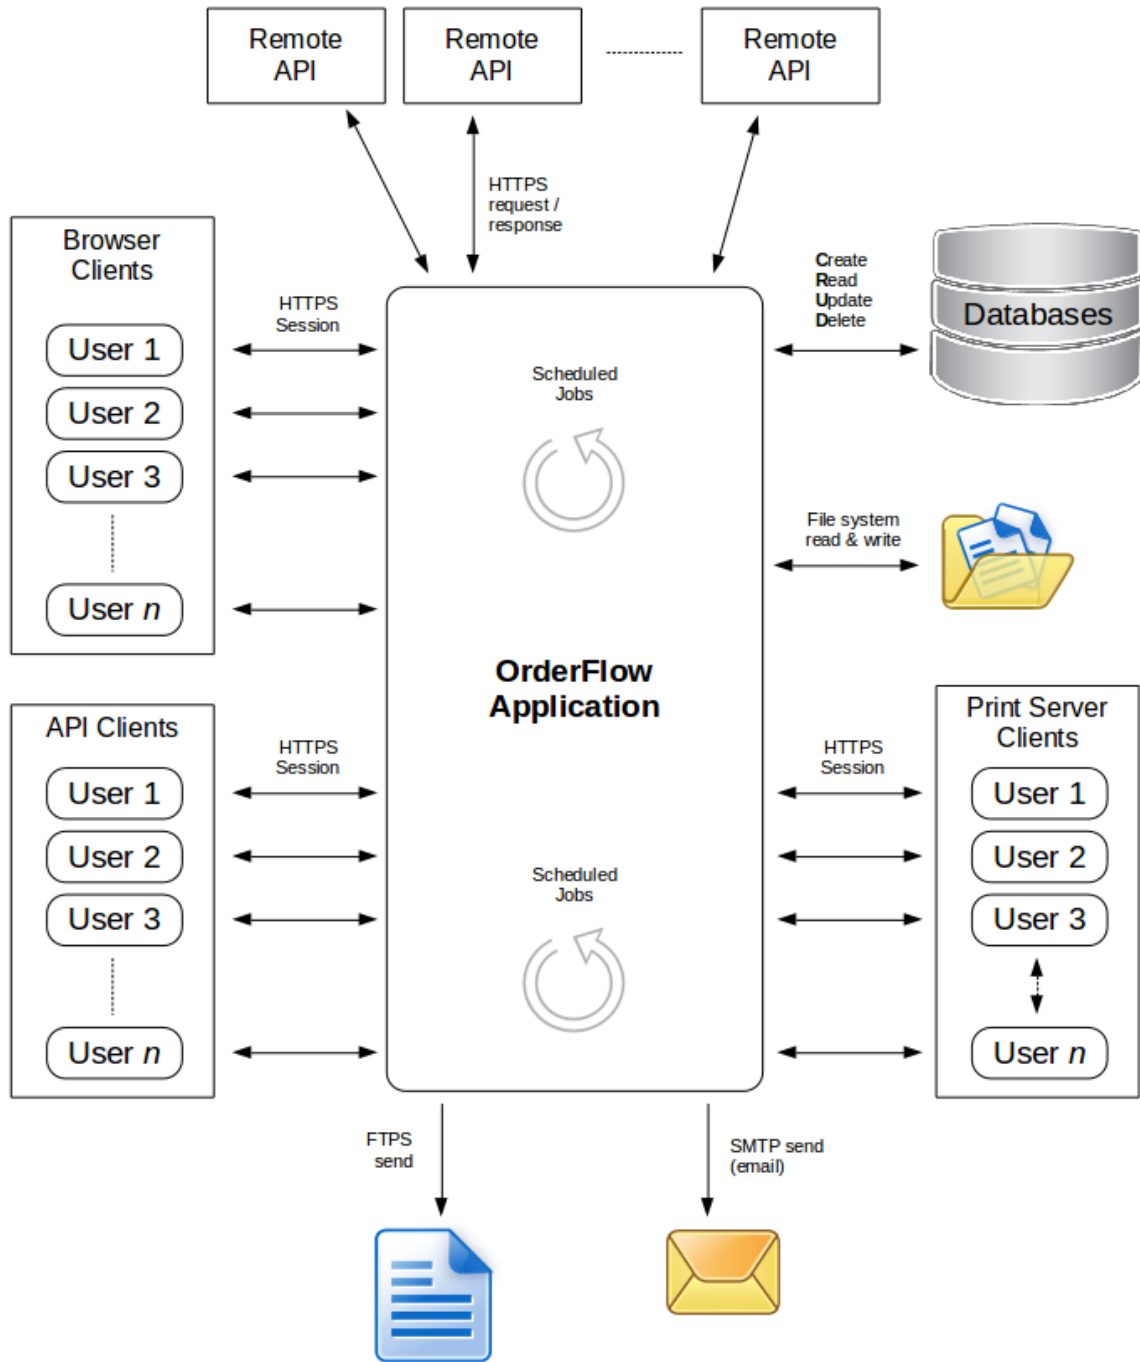 Remote
API
Remote
API
Remote
API
HTTPS
request /
response
Browser
Clients
User 1
User 2
User 3
User n
HTTPS
Session
Create
Read
Update
Delete
Databases
Scheduled
Jobs
File system
read & write
OrderFlow
Application
API Clients
User 1
User 2
User 3
User n
HTTPS
Session
HTTPS
Session
Print Server
Clients
User 1
User 2
User 3
User n
Scheduled
Jobs
FTPS
send
SMTP send
(email)